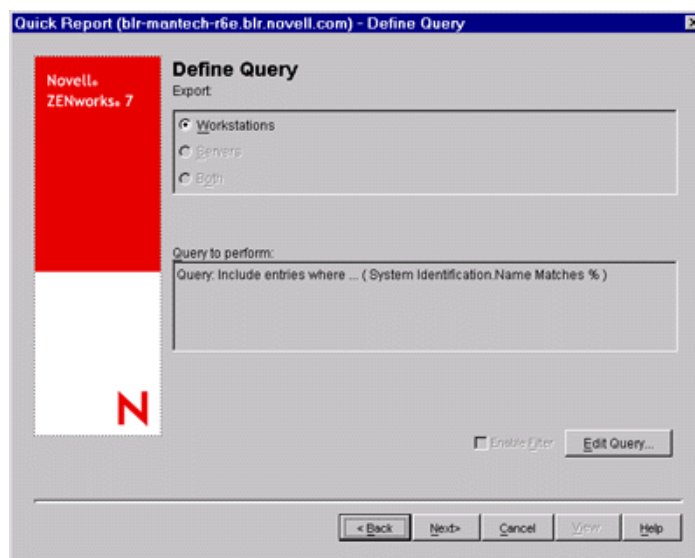 Quick Report (blr-mantech-r6e.blr.novell.com) - Define Query
Novell®
ZENworks® 7
Define Query
Export:
Workstations
Servers
Both
Query to perform:
Query: Include entries where ... ( System Identification.Name Matches % )
N
Enable Filter
Edit Query...
< Back
Next>
Cancel
View
Help